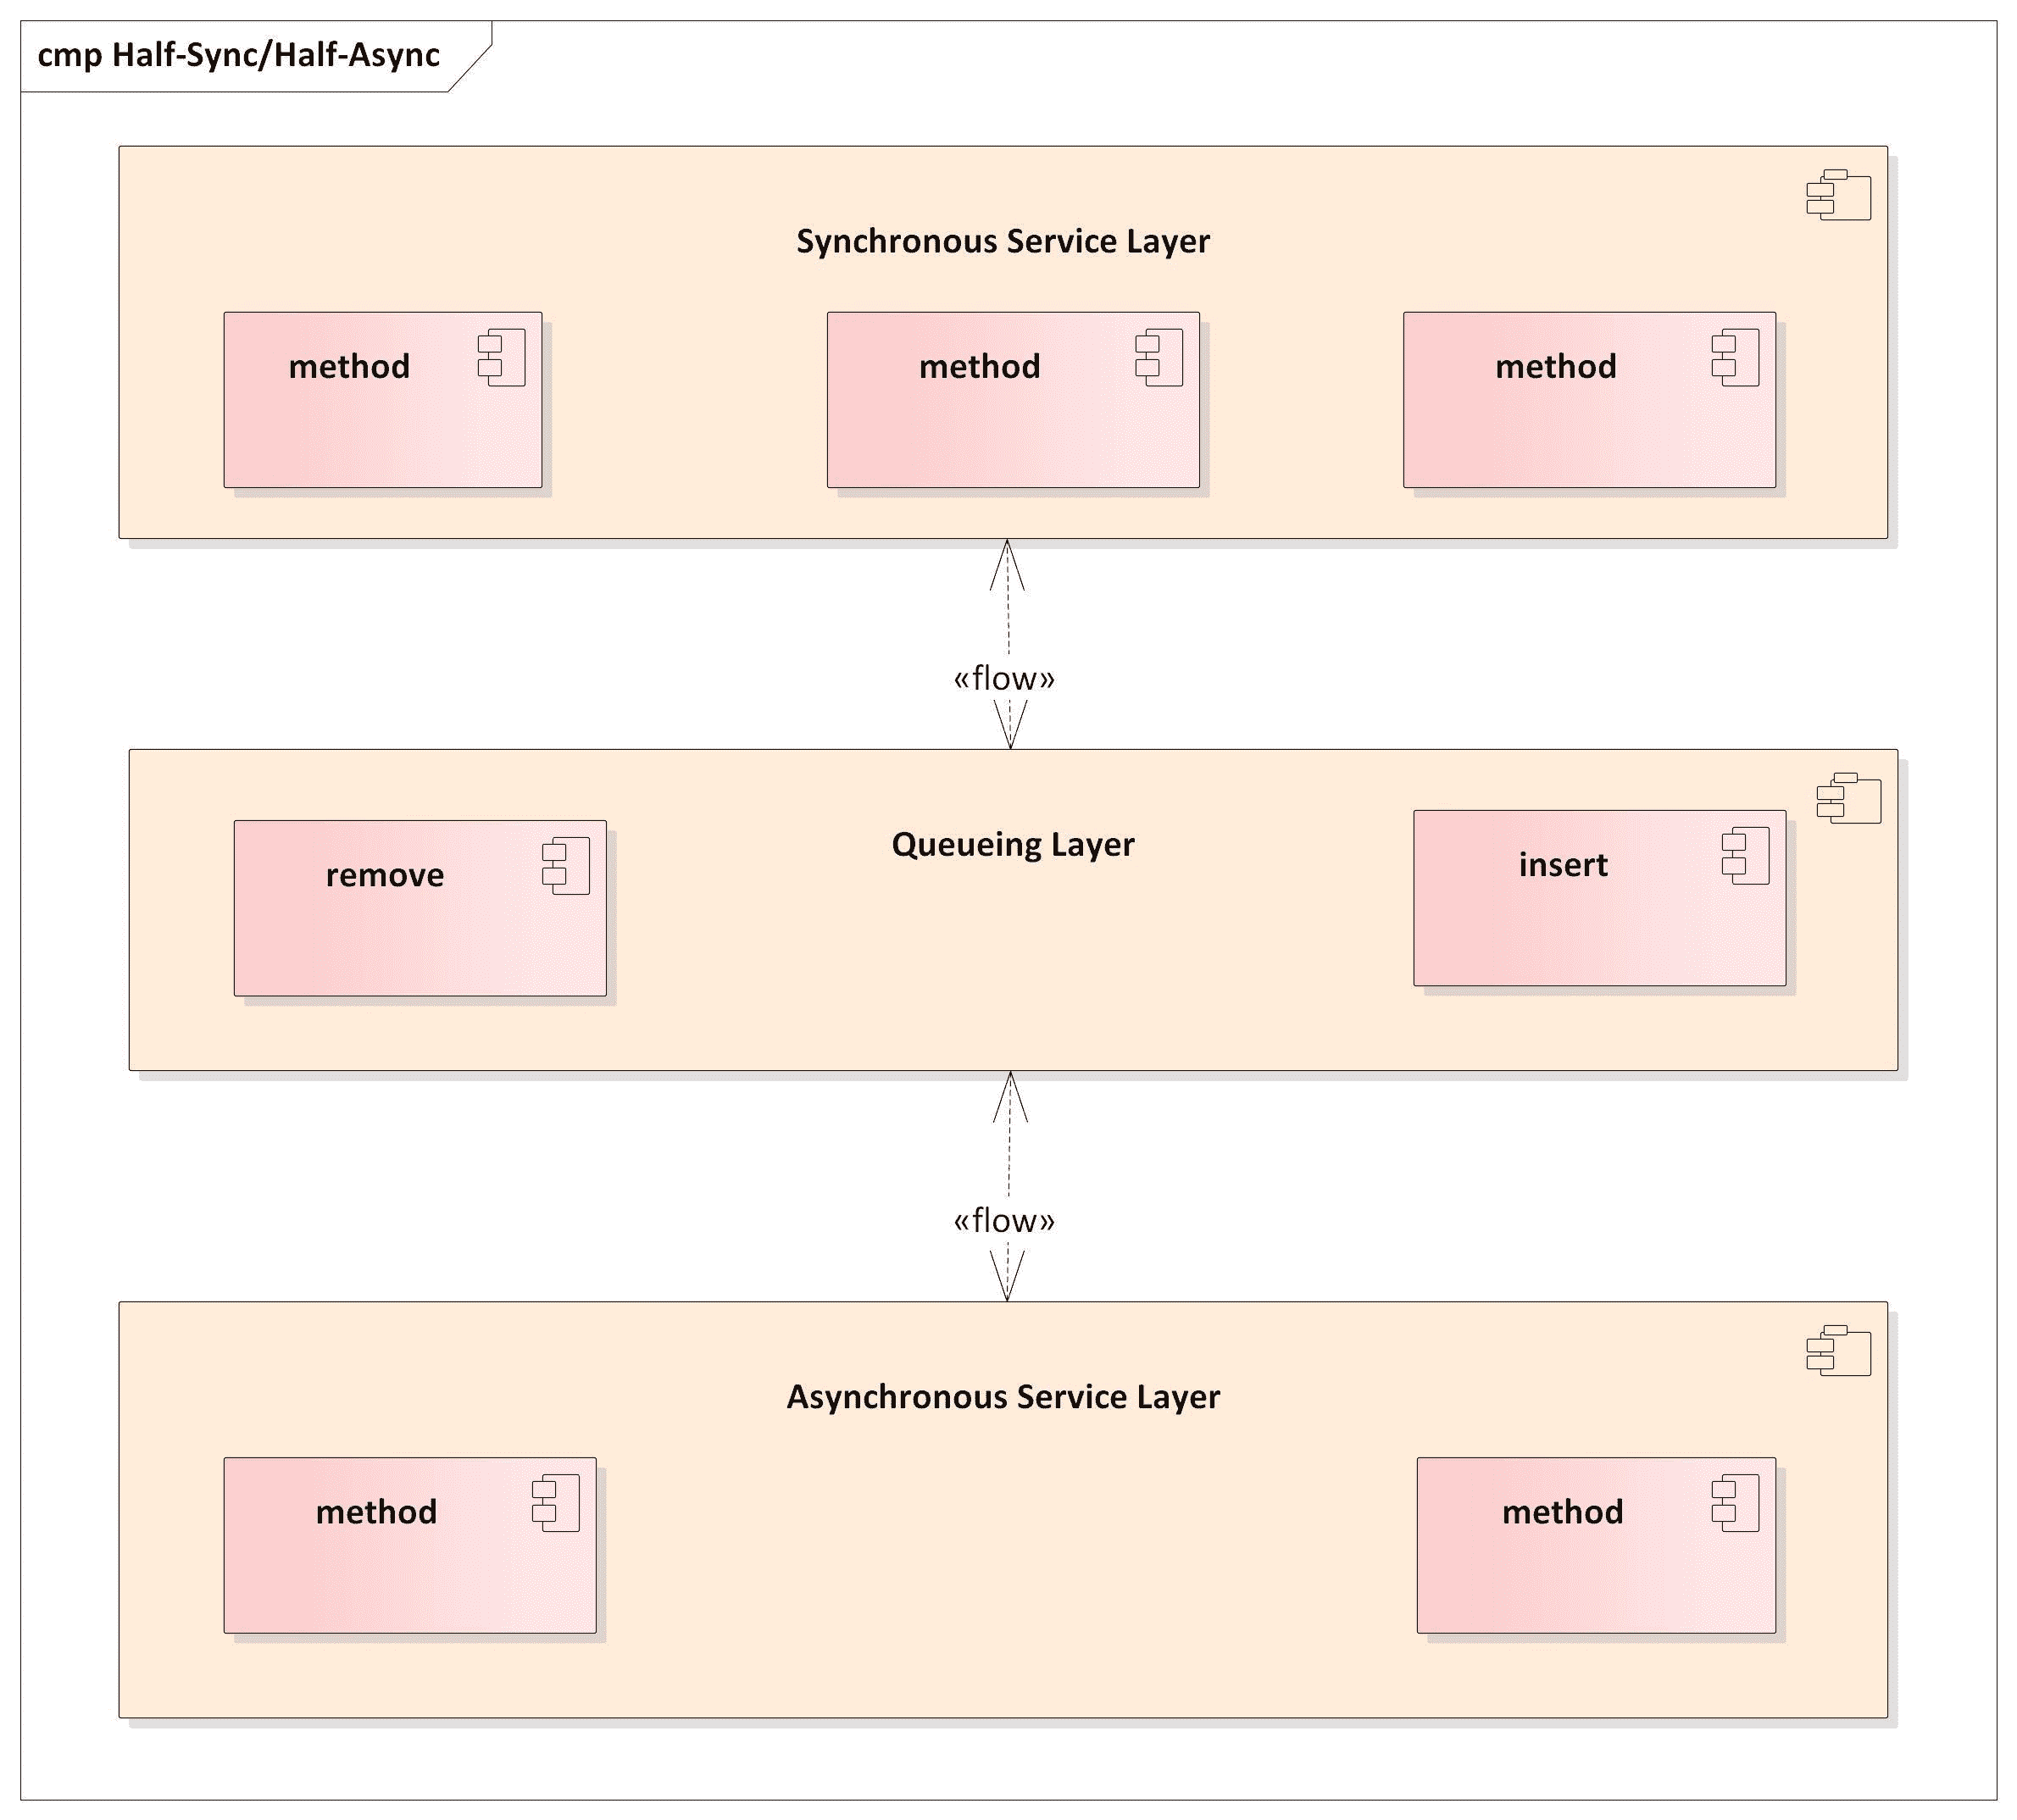 cmp Half-Sync/Half-Async
Synchronous Service Layer
method
method
method
«flow»
Queueing Layer
remove
insert
«flow»
Asynchronous Service Layer
method
method